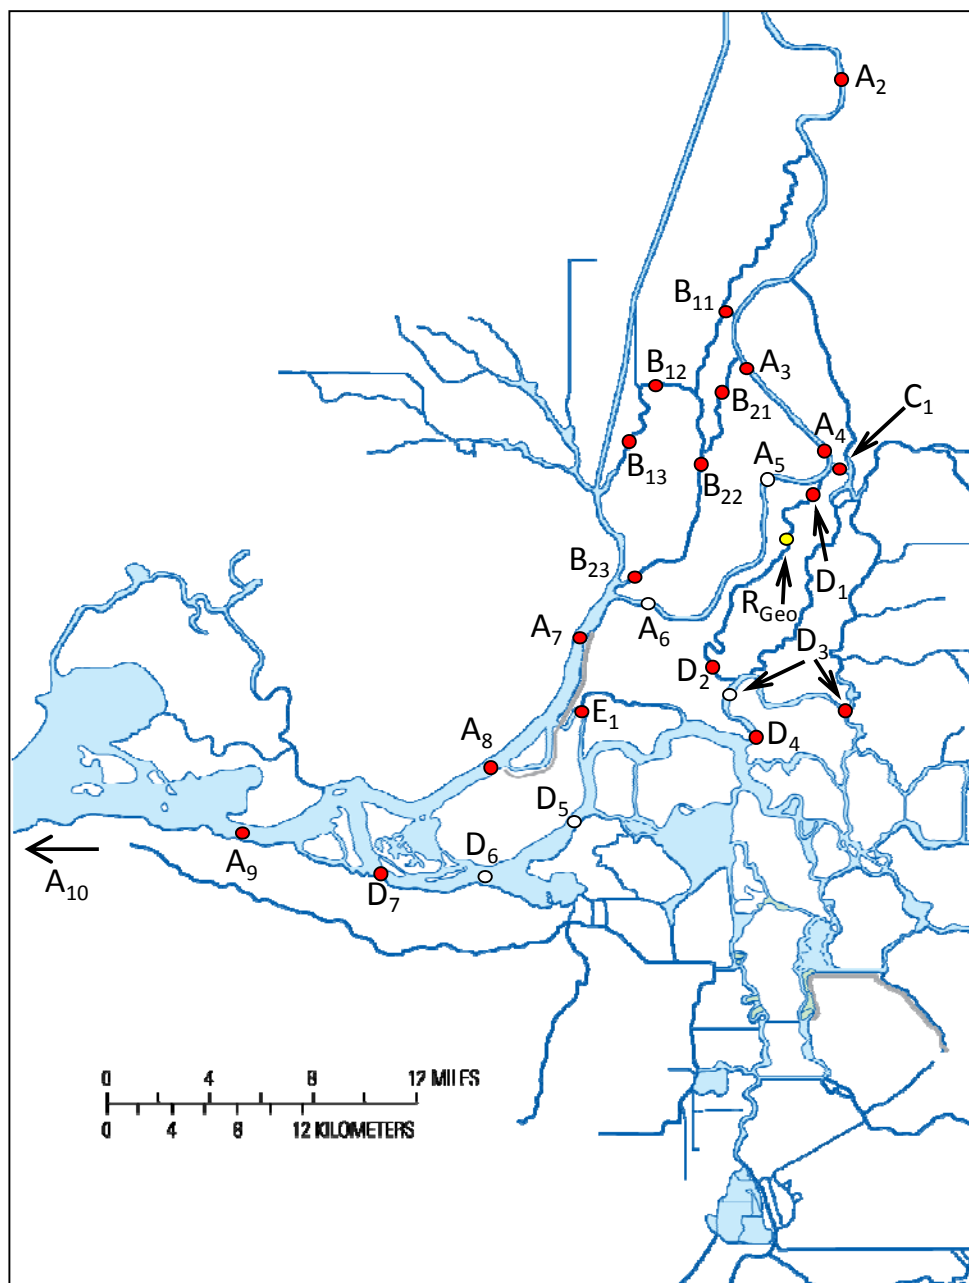 A2
B11
A3
B12
B21
C1
A4
A5
B13
B22
B23
D1
RGeo
A6
A7
D3
D2
E1
D4
A8
D5
D6
A9
D7
A10
0 4 8 12 MILES
0 4 8 12 KILOMETERS